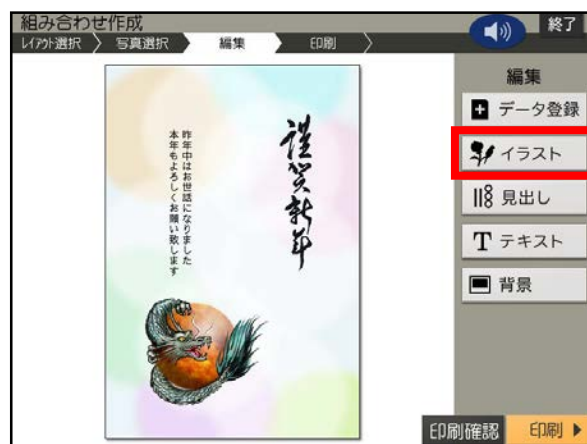 組み合わせ作成
終了
ﾚｲｱｳﾄ選択
写真選択
編集
印刷
編集
データ登録
イラスト
見出し
テキスト
背景
謹賀新年
昨年中はお世話になりました
本年もよろしくお願い致します
印刷確認
印刷